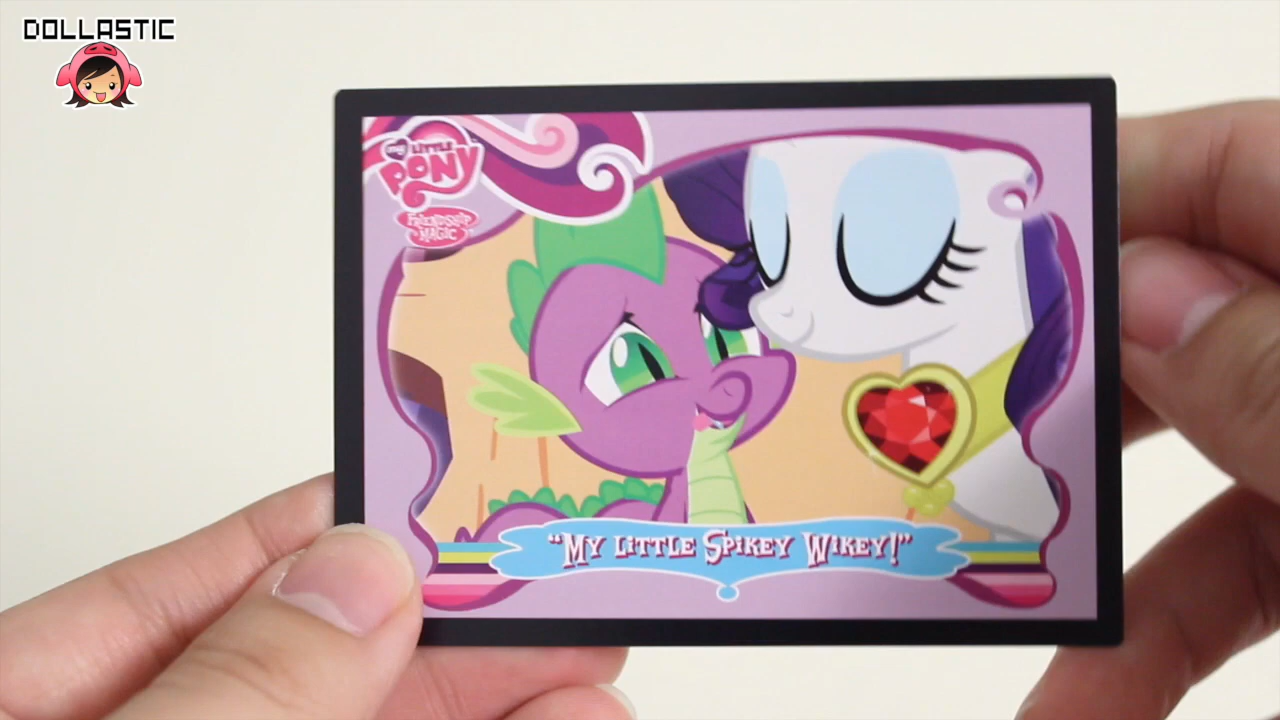 DOLLASTIC
my LITTLE
PONY
FRIENDSHIP
is MAGIC
"MY LITTLE SPIKEY WIKEY!"